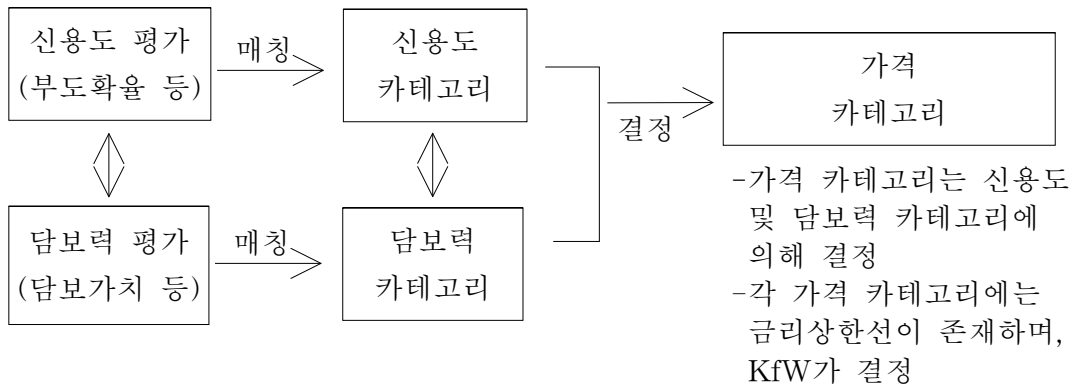 신용도 평가
(부도확율 등)
매칭
신용도
카테고리
가격
카테고리
결정
담보력 평가
(담보가치 등)
매칭
담보력
카테고리
-가격 카테고리는 신용도
및 담보력 카테고리에
의해 결정
-각 가격 카테고리에는
금리상한선이 존재하며,
KfW가 결정